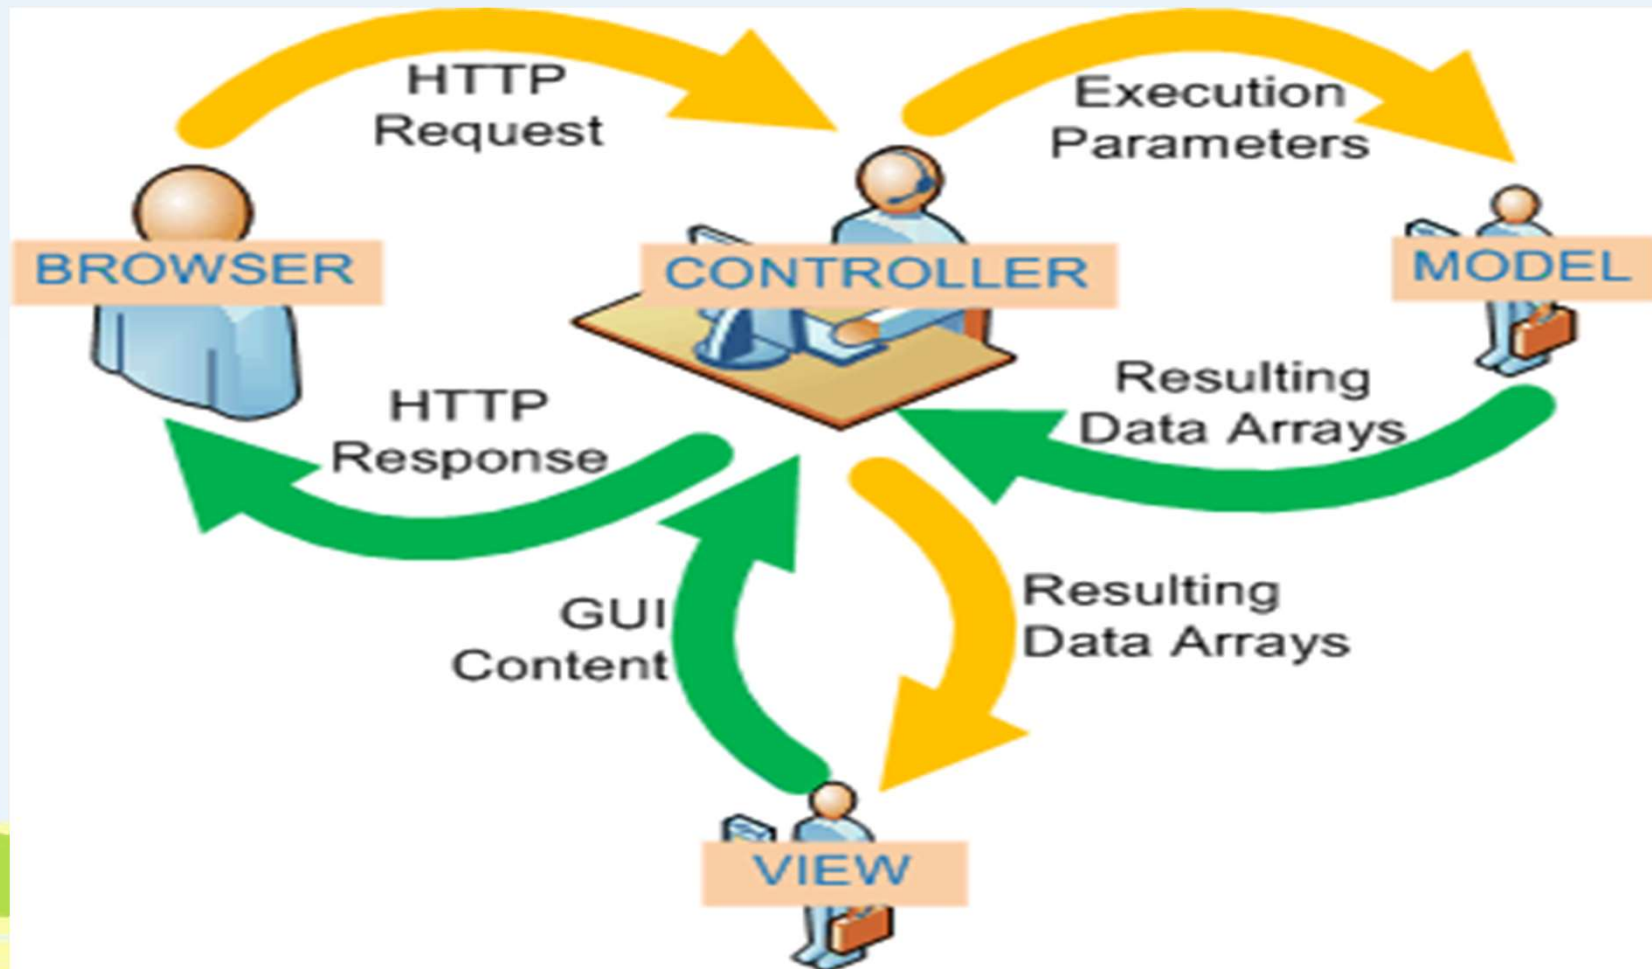 HTTP
Request
Execution
Parameters
BROWSER
CONTROLLER
MODEL
HTTP
Response
Resulting
Data Arrays
GUI
Content
Resulting
Data Arrays
VIEW